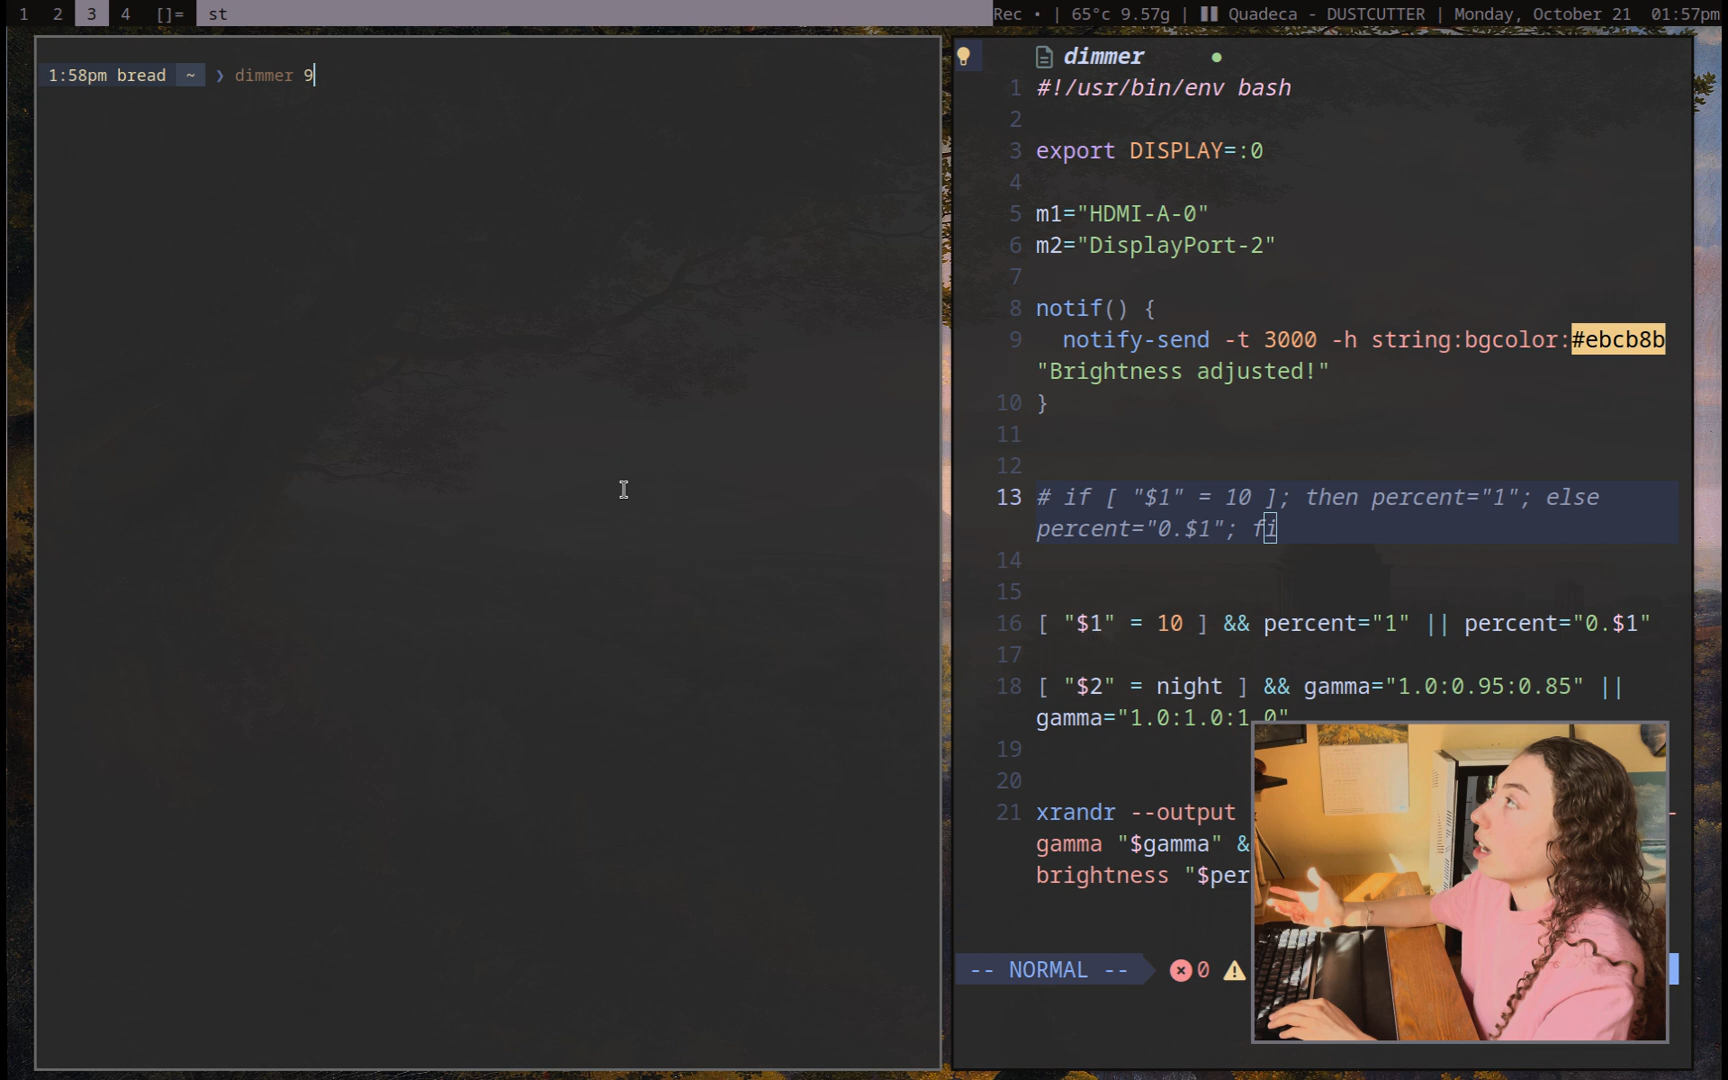 1 2 3 4 []= st Rec • | 65°c 9.57g | Quadeca - DUSTCUTTER | Monday, October 21 01:57pm
1:58pm bread ~ ❯ dimmer 9
dimmer
1 #!/usr/bin/env bash
2
3 export DISPLAY=:0
4
5 m1="HDMI-A-0"
6 m2="DisplayPort-2"
7
8 notif() {
9 notify-send -t 3000 -h string:bgcolor:#ebcb8b
"Brightness adjusted!"
10 }
11
12
13 # if [ "$1" = 10 ]; then percent="1"; else
percent="0.$1"; fi
14
15
16 [ "$1" = 10 ] && percent="1" || percent="0.$1"
17
18 [ "$2" = night ] && gamma="1.0:0.95:0.85" ||
gamma="1.0:1.0:1.0"
19
20
21 xrandr --output -
gamma "$gamma" &
brightness "$per
-- NORMAL -- 0